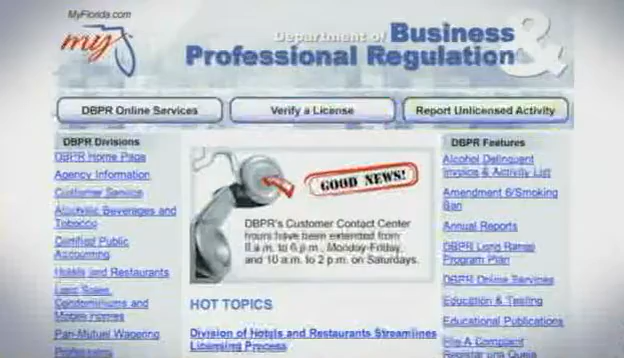 MyFlorida.com
my
Department of Business &
Professional Regulation
DBPR Online Services
Verify a License
Report Unlicensed Activity
DBPR Divisions
DBPR Home Page
Agency Information
Customer Service
Alcoholic Beverages and
Tobacco
Certified Public
Accounting
Hotels and Restaurants
Land Sales,
Condominiums and
Mobile Homes
Pari-Mutuel Wagering
Professions
GOOD NEWS!
DBPR's Customer Contact Center
hours have been extended from
8 a.m. to 6 p.m., Monday-Friday,
and 10 a.m. to 2 p.m. on Saturdays.
HOT TOPICS
Division of Hotels and Restaurants Streamlines
Licensing Process
DBPR Features
Alcohol Delinquent
Invoice & Activity List
Amendment 6/Smoking
Ban
Annual Reports
DBPR Long Range
Program Plan
DBPR Online Services
Education & Testing
Educational Publications
File A Complaint